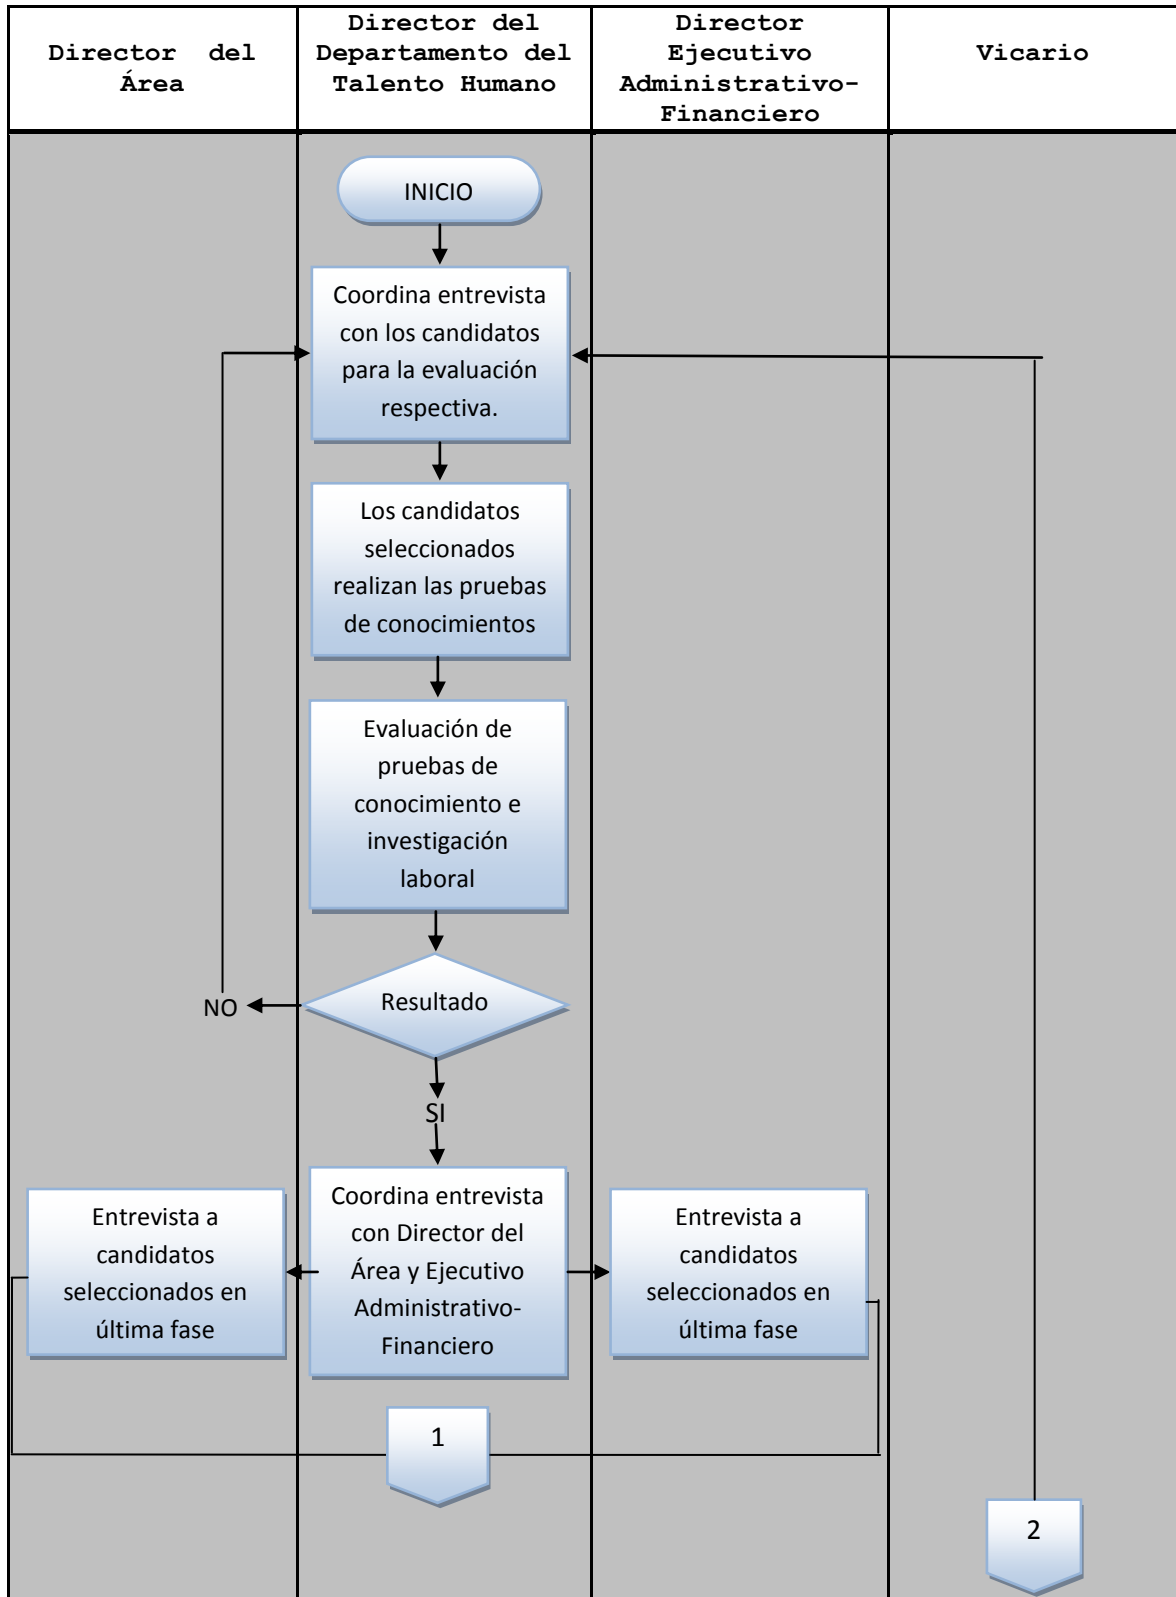 Director del
Área
Director del
Departamento del
Talento Humano
Director
Ejecutivo
Administrativo-
Financiero
Vicario
INICIO
Coordina entrevista
con los candidatos
para la evaluación
respectiva.
Los candidatos
seleccionados
realizan las pruebas
de conocimientos
Evaluación de
pruebas de
conocimiento e
investigación
laboral
Resultado
NO
SI
Entrevista a
candidatos
seleccionados en
última fase
Coordina entrevista
con Director del
Área y Ejecutivo
Administrativo-
Financiero
Entrevista a
candidatos
seleccionados en
última fase
1
2